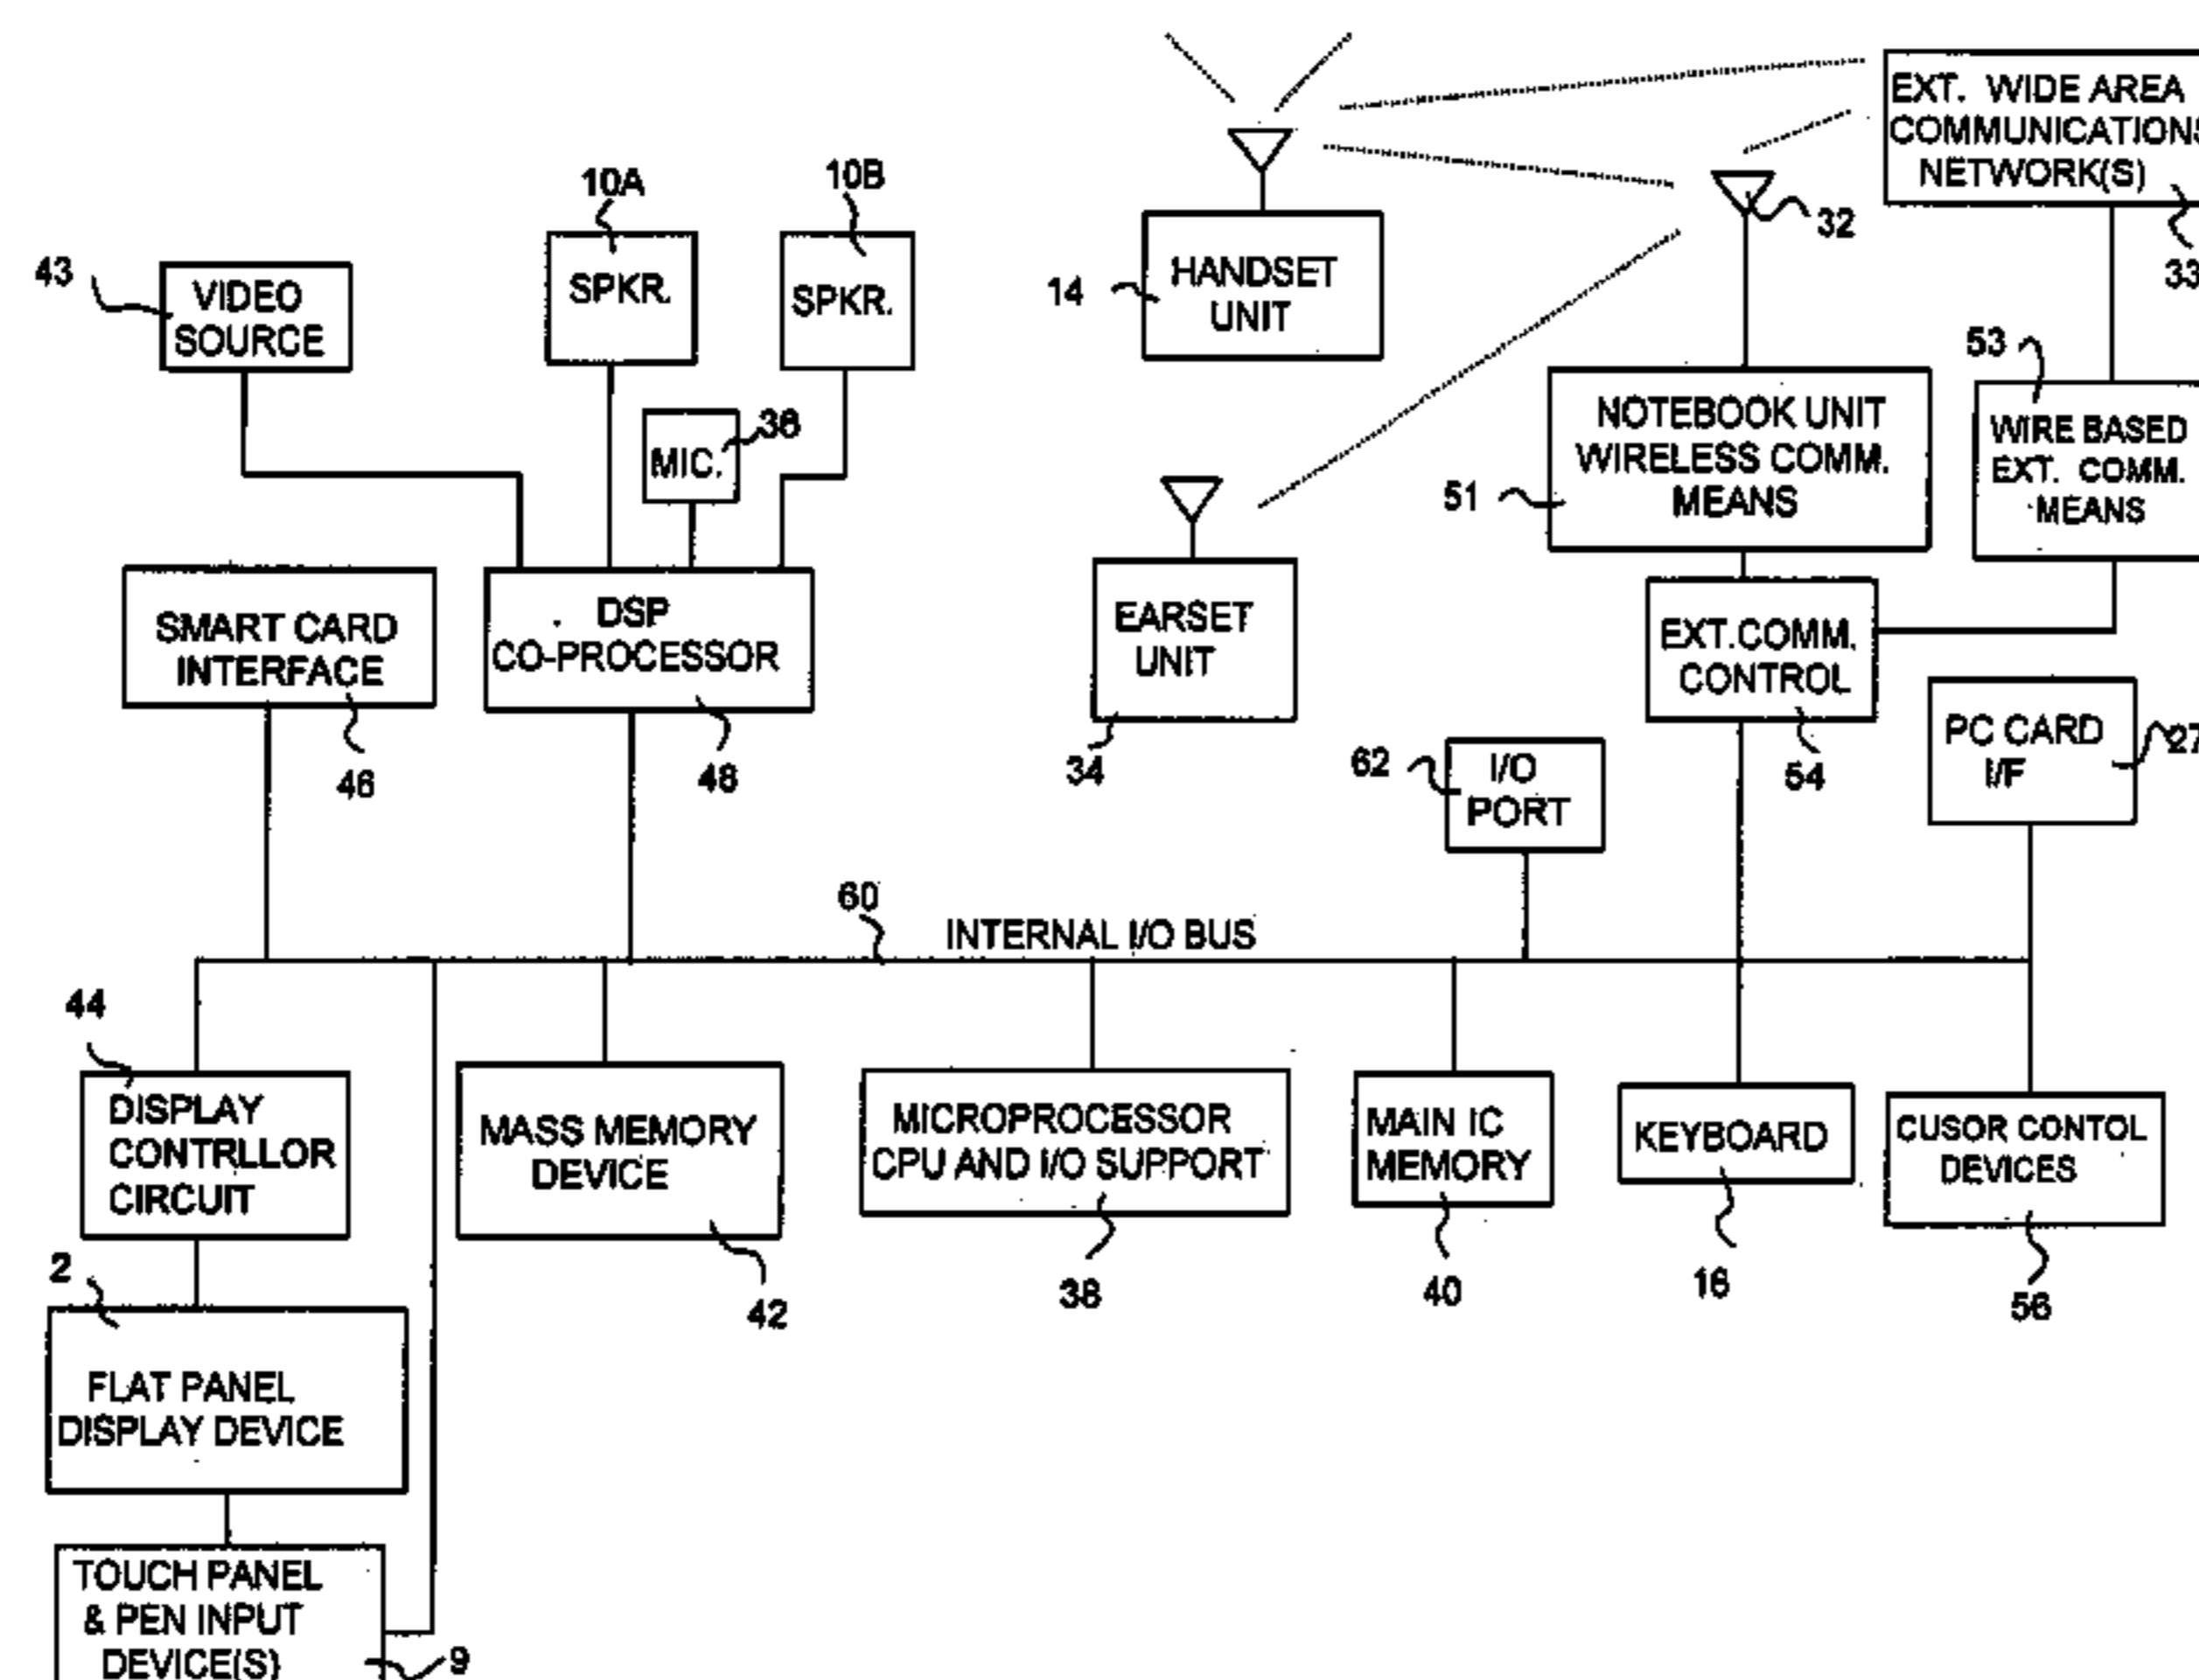 EXT. WIDE AREA
COMMUNICATIONS
NETWORK(S)
33
10A
10B
43
VIDEO
SOURCE
SPKR.
SPKR.
MIC.
36
14
HANDSET
UNIT
32
53
WIRE BASED
EXT. COMM.
MEANS
NOTEBOOK UNIT
WIRELESS COMM.
MEANS
51
SMART CARD
INTERFACE
46
DSP
CO-PROCESSOR
48
EARSET
UNIT
34
EXT.COMM.
CONTROL
54
PC CARD
I/F
27
62
I/O
PORT
60
INTERNAL I/O BUS
44
DISPLAY
CONTRLLOR
CIRCUIT
MASS MEMORY
DEVICE
42
MICROPROCESSOR
CPU AND I/O SUPPORT
38
MAIN IC
MEMORY
40
KEYBOARD
16
CUSOR CONTOL
DEVICES
56
2
FLAT PANEL
DISPLAY DEVICE
TOUCH PANEL
& PEN INPUT
DEVICE(S)
9